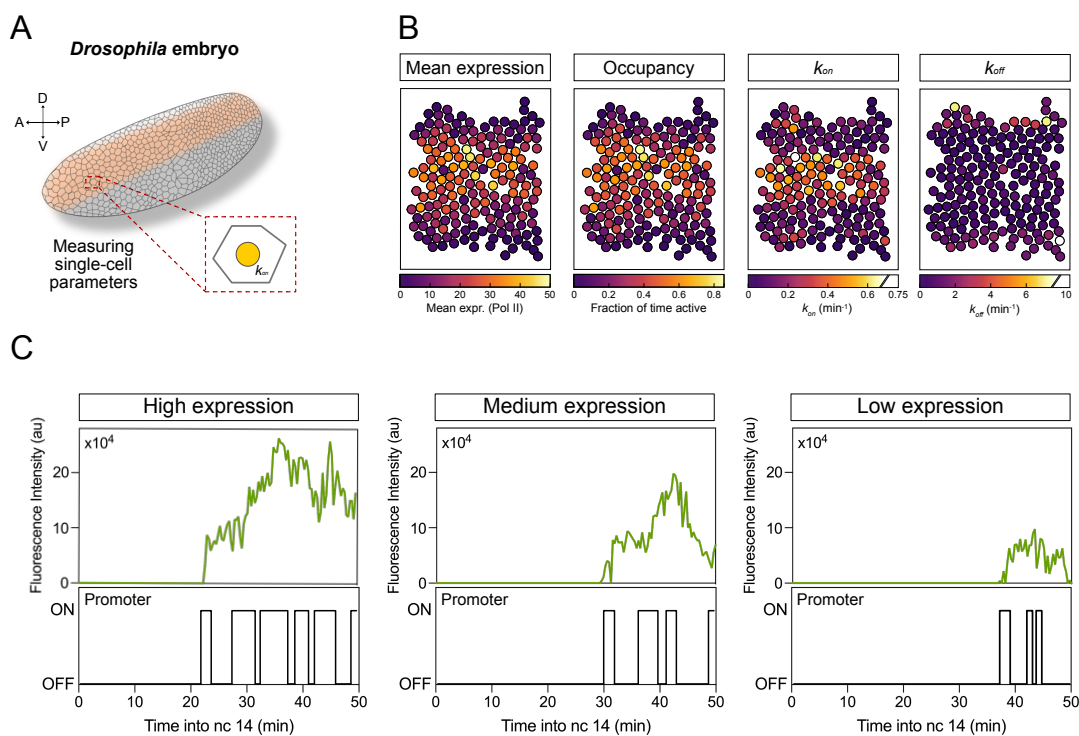 A
Drosophila embryo
D
A P
V
Measuring
single-cell
parameters
kon
B
Mean expression
Occupancy
kon
koff
0 10 20 30 40 50
Mean expr. (Pol II)
0 0.2 0.4 0.6 0.8
Fraction of time active
0 0.2 0.4 0.6 0.75
kon (min-1)
0 2 4 6 10
koff (min-1)
C
High expression
Medium expression
Low expression
Fluorescence Intensity (au)
x10⁴
20
10
0
Fluorescence Intensity (au)
x10⁴
20
10
0
Fluorescence Intensity (au)
x10⁴
20
10
0
ON
Promoter
OFF
0 10 20 30 40 50
Time into nc 14 (min)
ON
Promoter
OFF
0 10 20 30 40 50
Time into nc 14 (min)
ON
Promoter
OFF
0 10 20 30 40 50
Time into nc 14 (min)